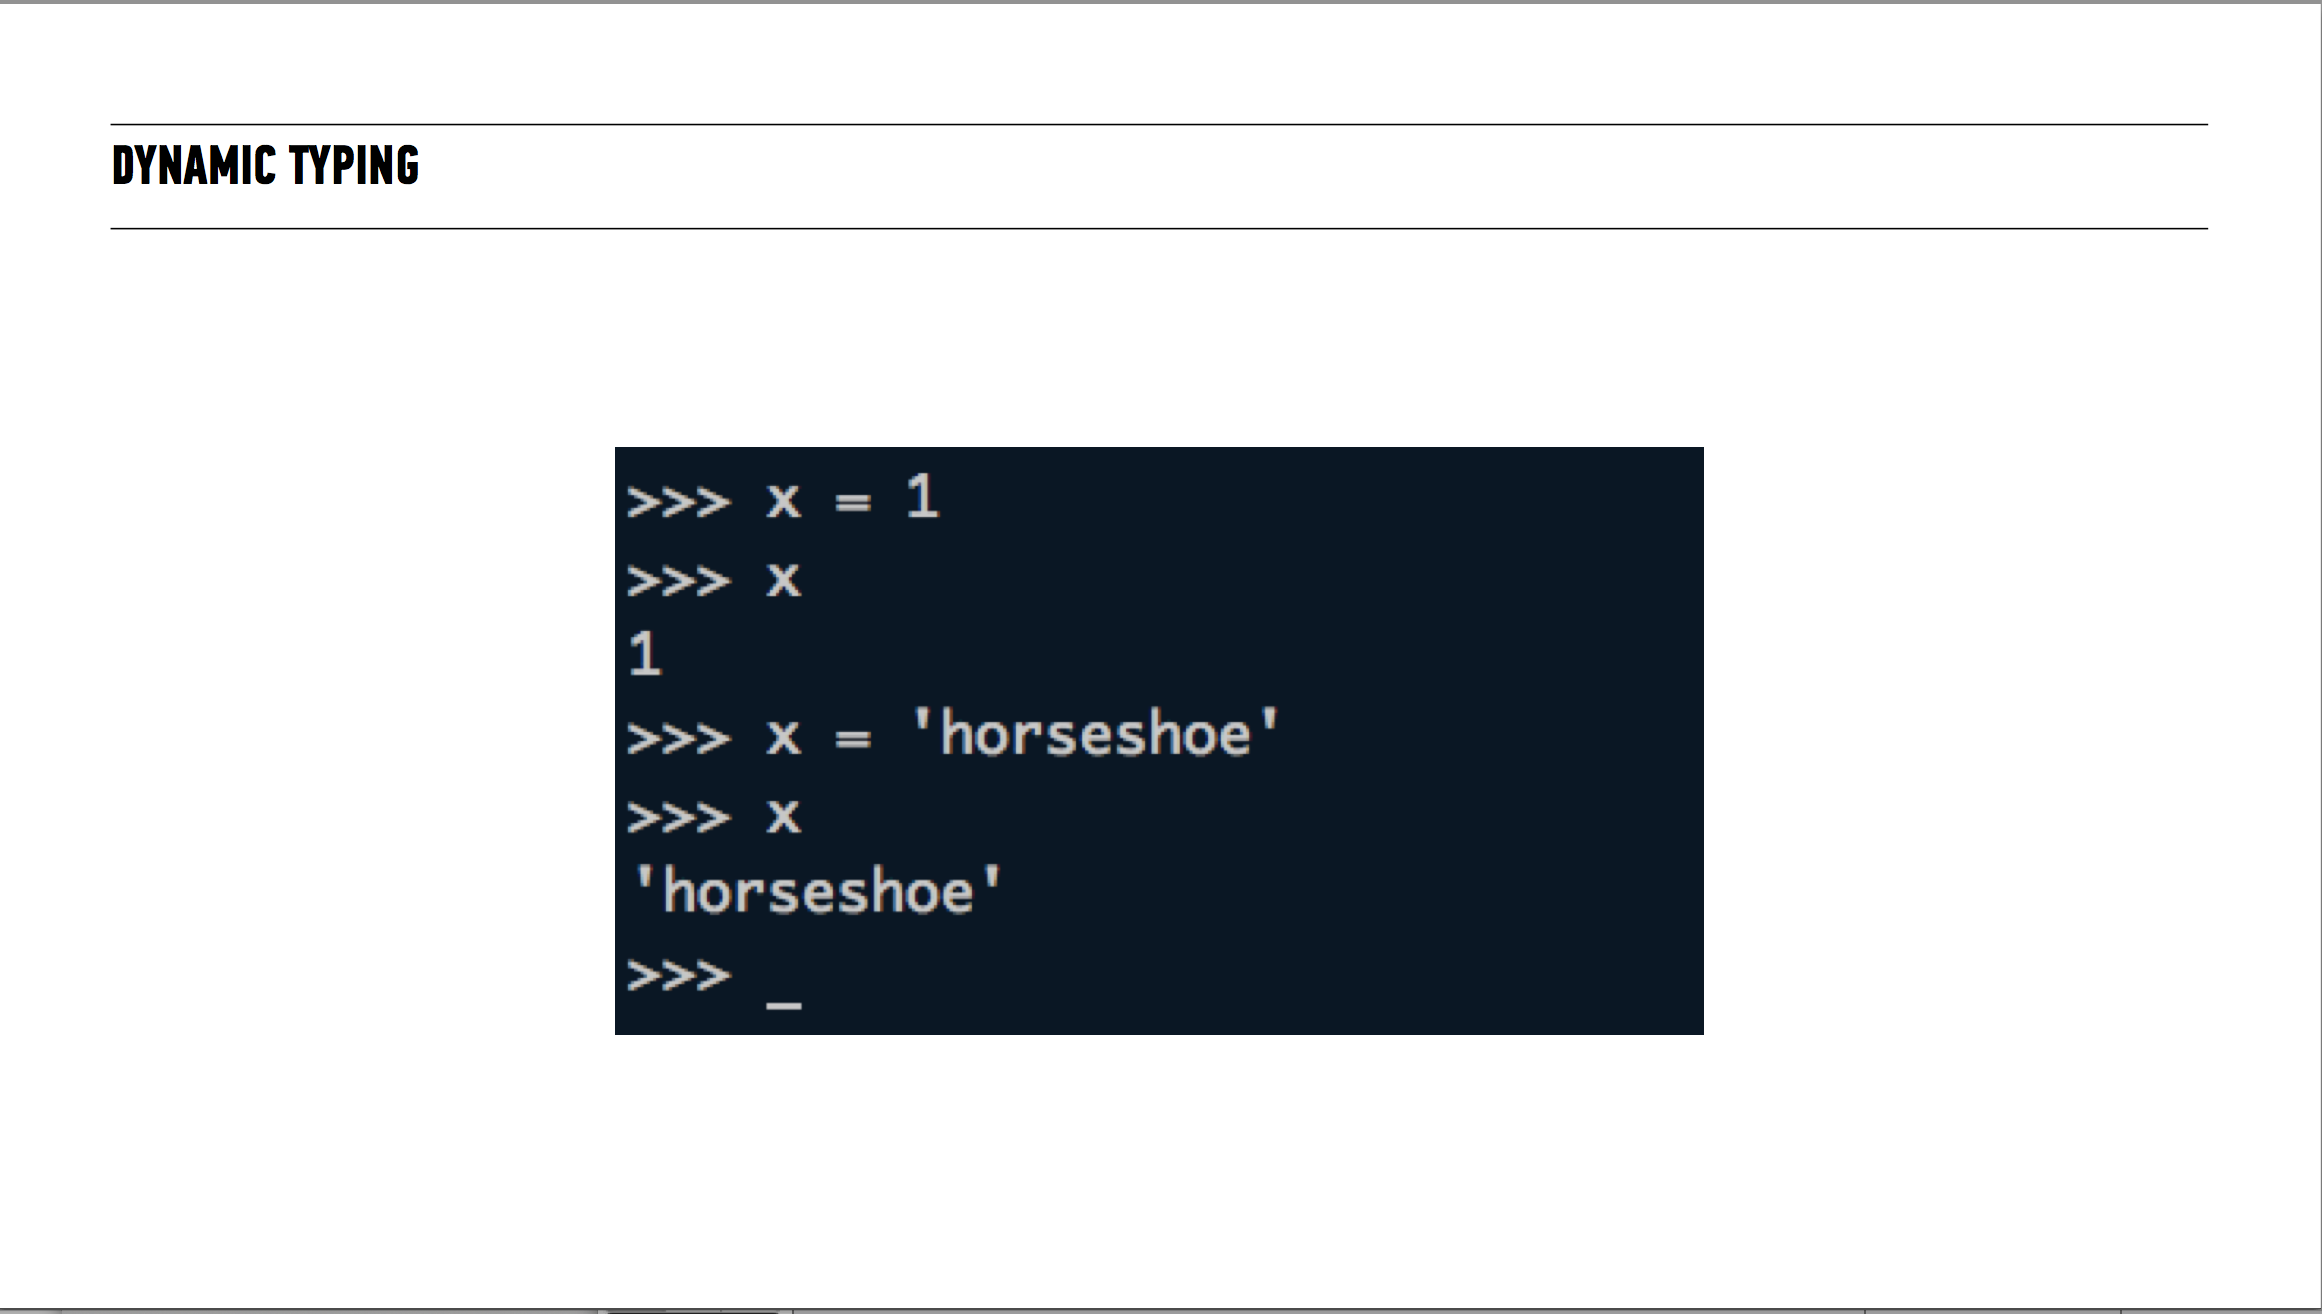 DYNAMIC TYPING
>>> x = 1
>>> x
1
>>> x = 'horseshoe'
>>> x
'horseshoe'
>>> _